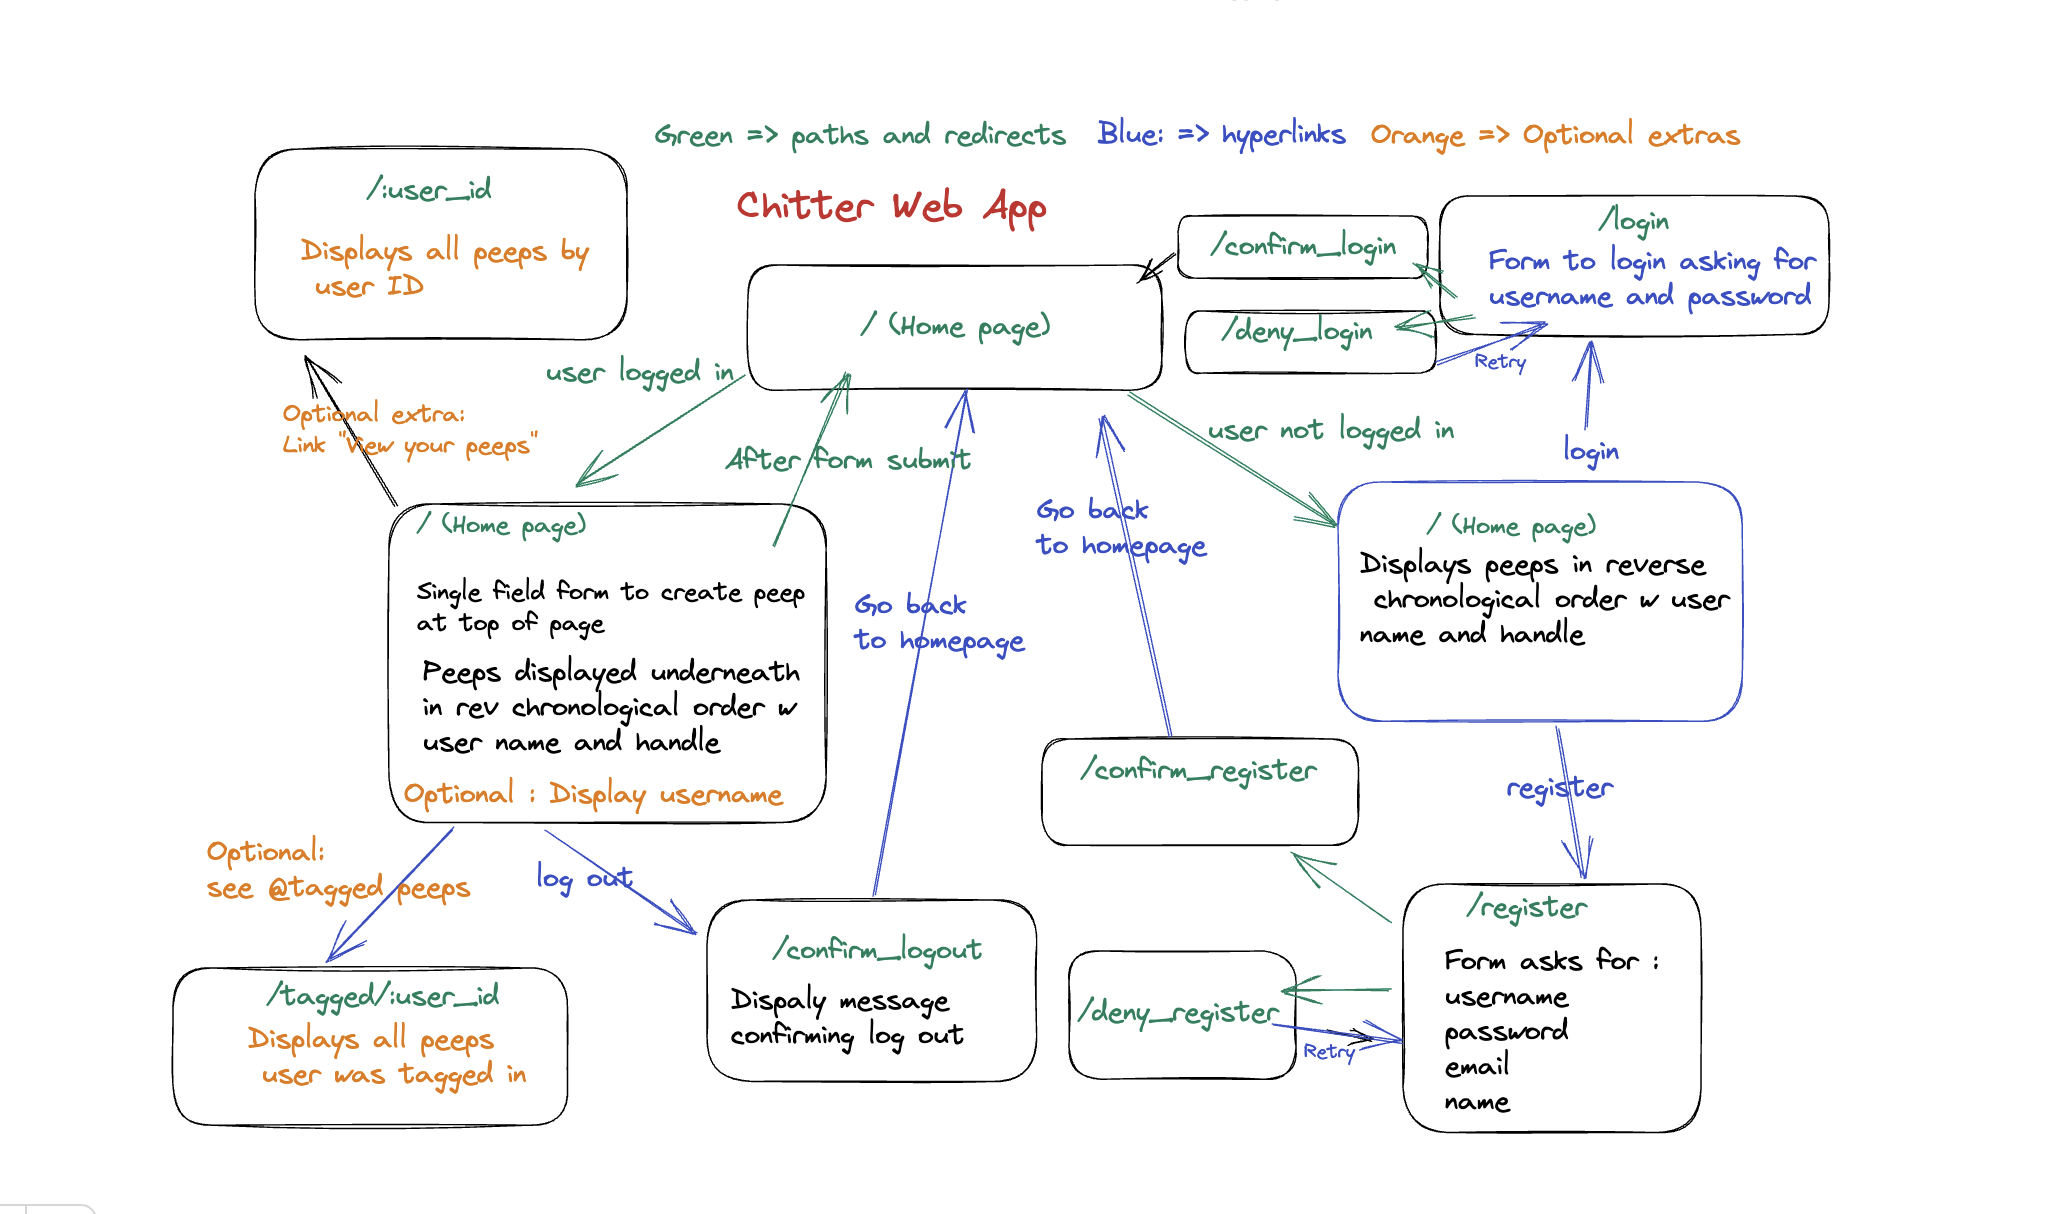 Green => paths and redirects Blue: => hyperlinks Orange => Optional extras
Chitter Web App
/:user_id
Displays all peeps by
user ID
/ (Home page)
/confirm_login
/deny_login
/login
Form to login asking for
username and password
Retry
user logged in
After form submit
user not logged in
login
Optional extra:
Link "View your peeps"
/ (Home page)
Single field form to create peep
at top of page
Peeps displayed underneath
in rev chronological order w
user name and handle
Optional : Display username
Go back
to homepage
Go back
to homepage
/ (Home page)
Displays peeps in reverse
chronological order w user
name and handle
/confirm_register
register
Optional:
see @tagged peeps
log out
/tagged/:user_id
Displays all peeps
user was tagged in
/confirm_logout
Dispaly message
confirming log out
/deny_register
Retry
/register
Form asks for :
username
password
email
name